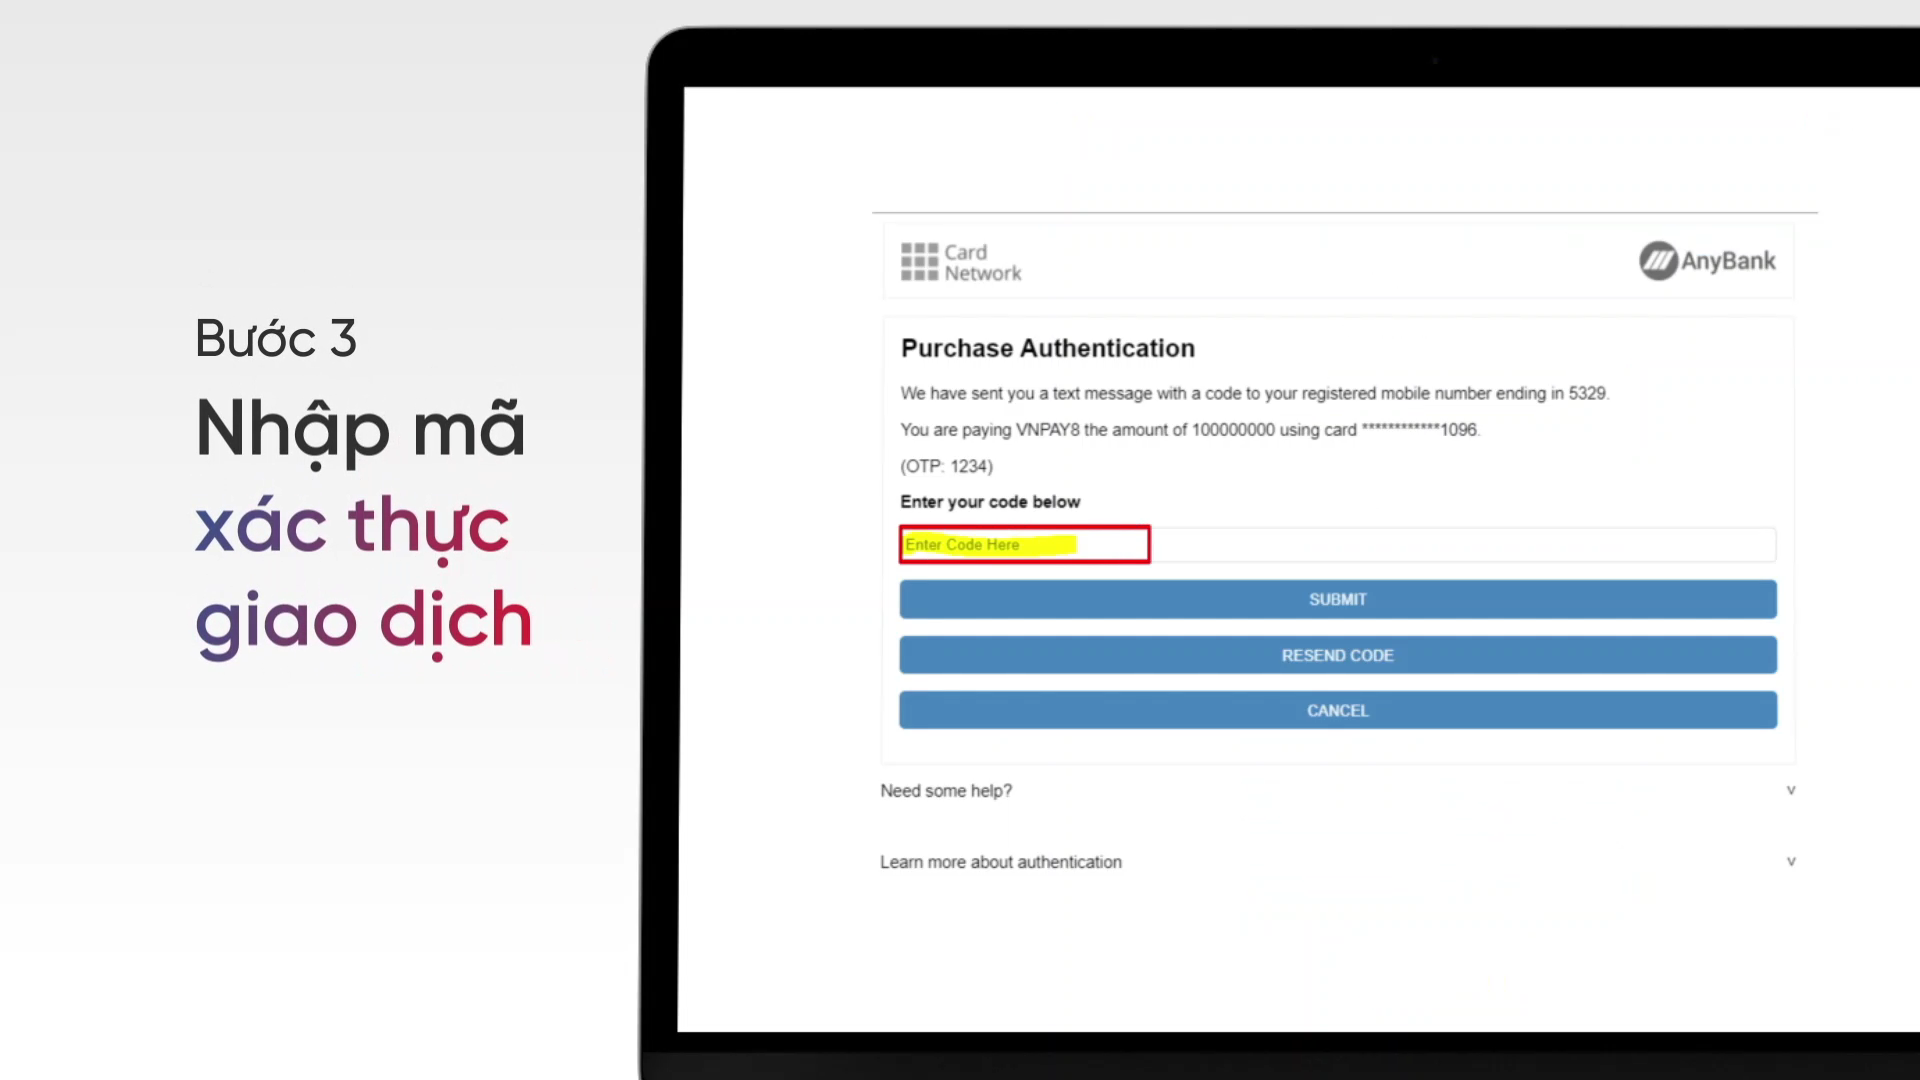 Bước 3
Nhập mã
xác thực
giao dịch
Card
Network
AnyBank
Purchase Authentication
We have sent you a text message with a code to your registered mobile number ending in 5329.
You are paying VNPAY8 the amount of 100000000 using card ************1096.
(OTP: 1234)
Enter your code below
Enter Code Here
SUBMIT
RESEND CODE
CANCEL
Need some help?
v
Learn more about authentication
v